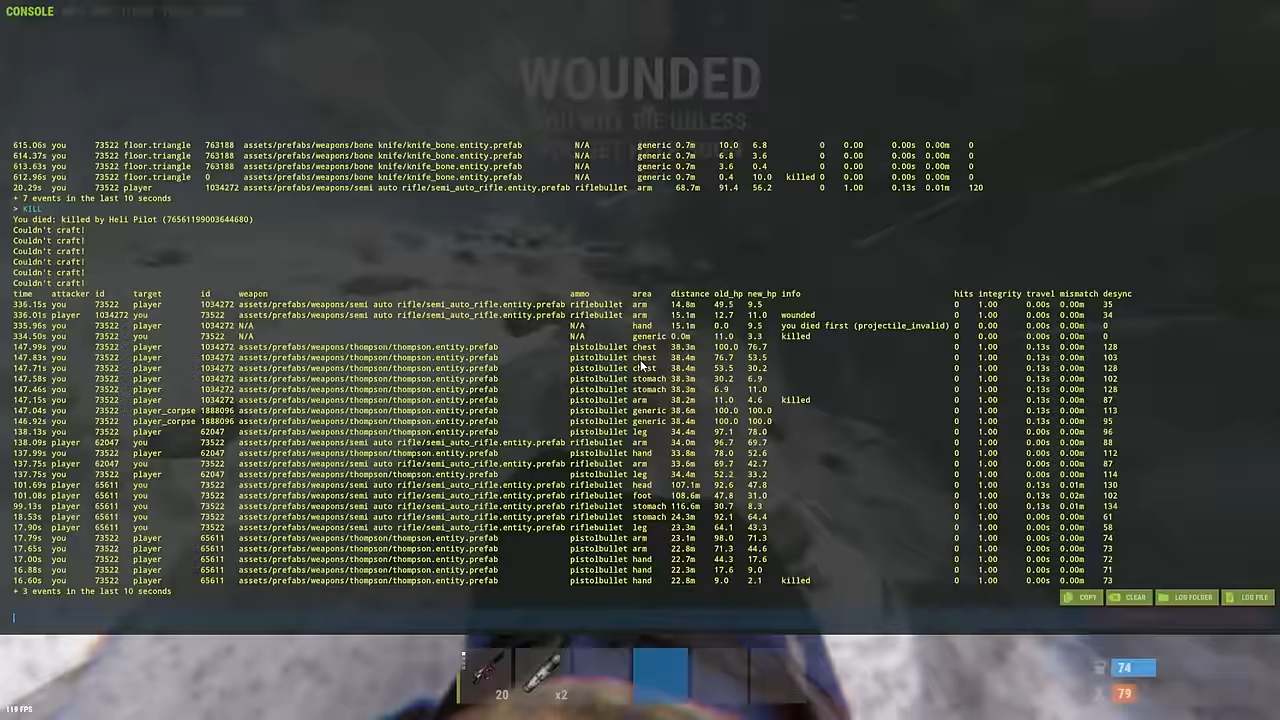 CONSOLE
WOUNDED
615.06s you 73522 floor.triangle 763188 assets/prefabs/weapons/bone knife/knife_bone.entity.prefab N/A generic 0.7m 10.0 6.8 0 0.00 0.00s 0.00m 0
614.37s you 73522 floor.triangle 763188 assets/prefabs/weapons/bone knife/knife_bone.entity.prefab N/A generic 0.7m 6.8 3.6 0 0.00 0.00s 0.00m 0
613.63s you 73522 floor.triangle 763188 assets/prefabs/weapons/bone knife/knife_bone.entity.prefab N/A generic 0.7m 3.6 0.4 0 0.00 0.00s 0.00m 0
612.96s you 73522 floor.triangle 0 assets/prefabs/weapons/bone knife/knife_bone.entity.prefab N/A generic 0.7m 0.4 10.0 killed 0 0.00 0.00s 0.00m 0
20.29s you 73522 player 1034272 assets/prefabs/weapons/semi auto rifle/semi_auto_rifle.entity.prefab riflebullet arm 68.7m 91.4 56.2 0 1.00 0.13s 0.01m 120
+ 7 events in the last 10 seconds
> KILL
You died: killed by Heli Pilot (76561199003644680)
Couldn't craft!
Couldn't craft!
Couldn't craft!
Couldn't craft!
Couldn't craft!
Couldn't craft!
time attacker id target id weapon ammo area distance old_hp new_hp info hits integrity travel mismatch desync
336.15s you 73522 player 1034272 assets/prefabs/weapons/semi auto rifle/semi_auto_rifle.entity.prefab riflebullet arm 14.8m 49.5 9.5 0 1.00 0.00s 0.00m 35
336.01s player 1034272 you 73522 assets/prefabs/weapons/semi auto rifle/semi_auto_rifle.entity.prefab riflebullet arm 15.1m 12.7 11.0 wounded 0 1.00 0.00s 0.00m 34
335.96s you 73522 player 1034272 N/A N/A hand 15.1m 0.0 9.5 you died first (projectile_invalid) 0 1.00 0.00s 0.00m 0
334.50s you 73522 you 73522 N/A N/A generic 0.0m 11.0 3.3 killed 0 1.00 0.00s 0.00m 0
147.99s you 73522 player 1034272 assets/prefabs/weapons/thompson/thompson.entity.prefab pistolbullet chest 38.3m 100.0 76.7 0 1.00 0.13s 0.00m 128
147.83s you 73522 player 1034272 assets/prefabs/weapons/thompson/thompson.entity.prefab pistolbullet chest 38.4m 76.7 53.5 0 1.00 0.13s 0.00m 103
147.71s you 73522 player 1034272 assets/prefabs/weapons/thompson/thompson.entity.prefab pistolbullet chest 38.4m 53.5 30.2 0 1.00 0.13s 0.00m 128
147.58s you 73522 player 1034272 assets/prefabs/weapons/thompson/thompson.entity.prefab pistolbullet stomach 38.3m 30.2 6.9 0 1.00 0.13s 0.00m 102
147.46s you 73522 player 1034272 assets/prefabs/weapons/thompson/thompson.entity.prefab pistolbullet stomach 38.3m 6.9 11.0 0 1.00 0.13s 0.00m 128
147.15s you 73522 player 1034272 assets/prefabs/weapons/thompson/thompson.entity.prefab pistolbullet arm 38.2m 11.0 4.6 killed 0 1.00 0.13s 0.00m 87
147.04s you 73522 player_corpse 1888096 assets/prefabs/weapons/thompson/thompson.entity.prefab pistolbullet generic 38.6m 100.0 100.0 0 1.00 0.13s 0.00m 113
146.92s you 73522 player_corpse 1888096 assets/prefabs/weapons/thompson/thompson.entity.prefab pistolbullet generic 38.4m 100.0 100.0 0 1.00 0.13s 0.00m 95
138.13s you 73522 player 62047 assets/prefabs/weapons/thompson/thompson.entity.prefab pistolbullet leg 34.4m 97.1 78.0 0 1.00 0.00s 0.00m 96
138.09s player 62047 you 73522 assets/prefabs/weapons/semi auto rifle/semi_auto_rifle.entity.prefab riflebullet arm 34.0m 96.7 69.7 0 1.00 0.00s 0.00m 88
137.99s you 73522 player 62047 assets/prefabs/weapons/thompson/thompson.entity.prefab pistolbullet hand 33.8m 78.0 52.6 0 1.00 0.00s 0.00m 112
137.75s player 62047 you 73522 assets/prefabs/weapons/semi auto rifle/semi_auto_rifle.entity.prefab riflebullet arm 33.6m 69.7 42.7 0 1.00 0.00s 0.00m 87
137.75s you 73522 player 62047 assets/prefabs/weapons/thompson/thompson.entity.prefab pistolbullet leg 34.4m 52.2 33.2 0 1.00 0.00s 0.00m 114
101.69s player 65611 you 73522 assets/prefabs/weapons/semi auto rifle/semi_auto_rifle.entity.prefab riflebullet head 107.1m 92.6 47.8 0 1.00 0.13s 0.01m 130
101.08s player 65611 you 73522 assets/prefabs/weapons/semi auto rifle/semi_auto_rifle.entity.prefab riflebullet foot 108.6m 47.8 31.0 0 1.00 0.13s 0.02m 102
99.13s player 65611 you 73522 assets/prefabs/weapons/semi auto rifle/semi_auto_rifle.entity.prefab riflebullet stomach 116.6m 30.7 8.3 0 1.00 0.13s 0.01m 134
18.53s player 65611 you 73522 assets/prefabs/weapons/semi auto rifle/semi_auto_rifle.entity.prefab riflebullet stomach 24.3m 92.1 64.4 0 1.00 0.00s 0.00m 61
17.90s player 65611 you 73522 assets/prefabs/weapons/semi auto rifle/semi_auto_rifle.entity.prefab riflebullet leg 23.3m 64.1 43.3 0 1.00 0.00s 0.00m 58
17.79s you 73522 player 65611 assets/prefabs/weapons/thompson/thompson.entity.prefab pistolbullet arm 23.1m 98.0 71.3 0 1.00 0.00s 0.00m 74
17.65s you 73522 player 65611 assets/prefabs/weapons/thompson/thompson.entity.prefab pistolbullet arm 22.8m 71.3 44.6 0 1.00 0.00s 0.00m 73
17.00s you 73522 player 65611 assets/prefabs/weapons/thompson/thompson.entity.prefab pistolbullet hand 22.7m 44.3 17.6 0 1.00 0.00s 0.00m 72
16.88s you 73522 player 65611 assets/prefabs/weapons/thompson/thompson.entity.prefab pistolbullet hand 22.3m 17.6 9.0 0 1.00 0.00s 0.00m 71
16.60s you 73522 player 65611 assets/prefabs/weapons/thompson/thompson.entity.prefab pistolbullet hand 22.8m 9.0 2.1 killed 0 1.00 0.00s 0.00m 73
+ 3 events in the last 10 seconds
COPY CLEAR LOG FOLDER LOG FILE
20 x2
74
79
119 FPS